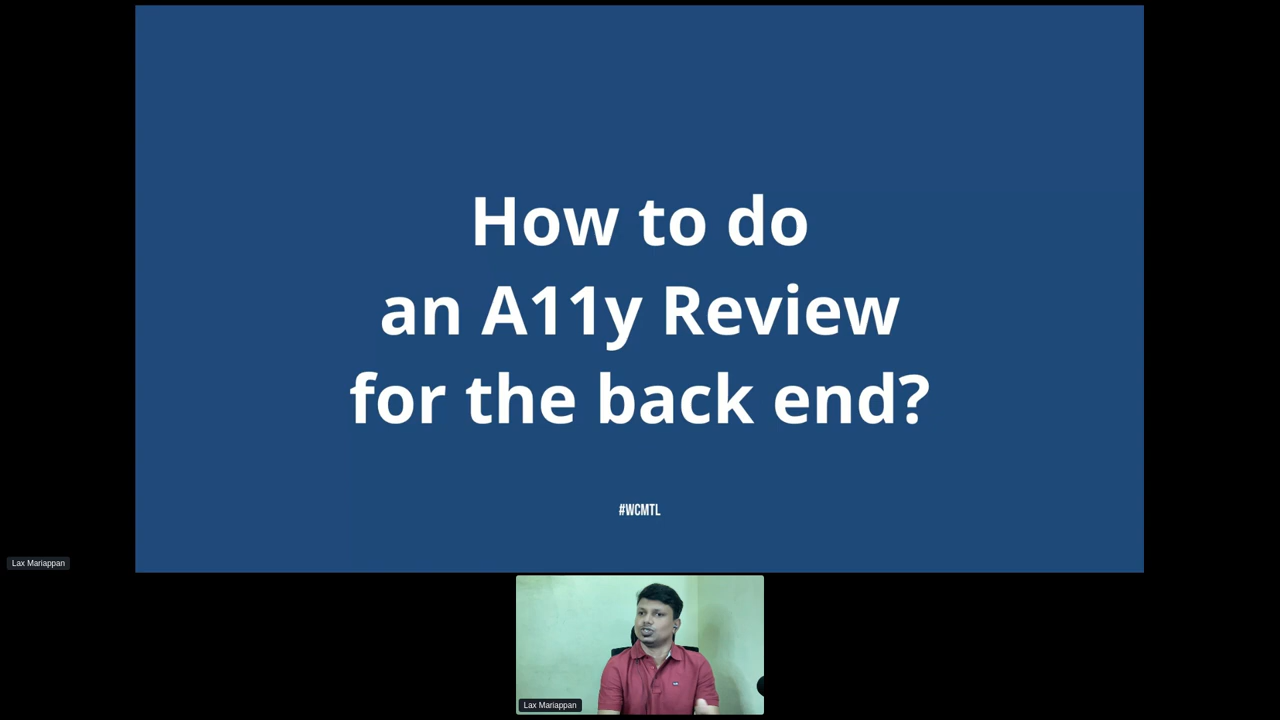 How to do
an A11y Review
for the back end?
#WCMTL
Lax Mariappan
Lax Mariappan